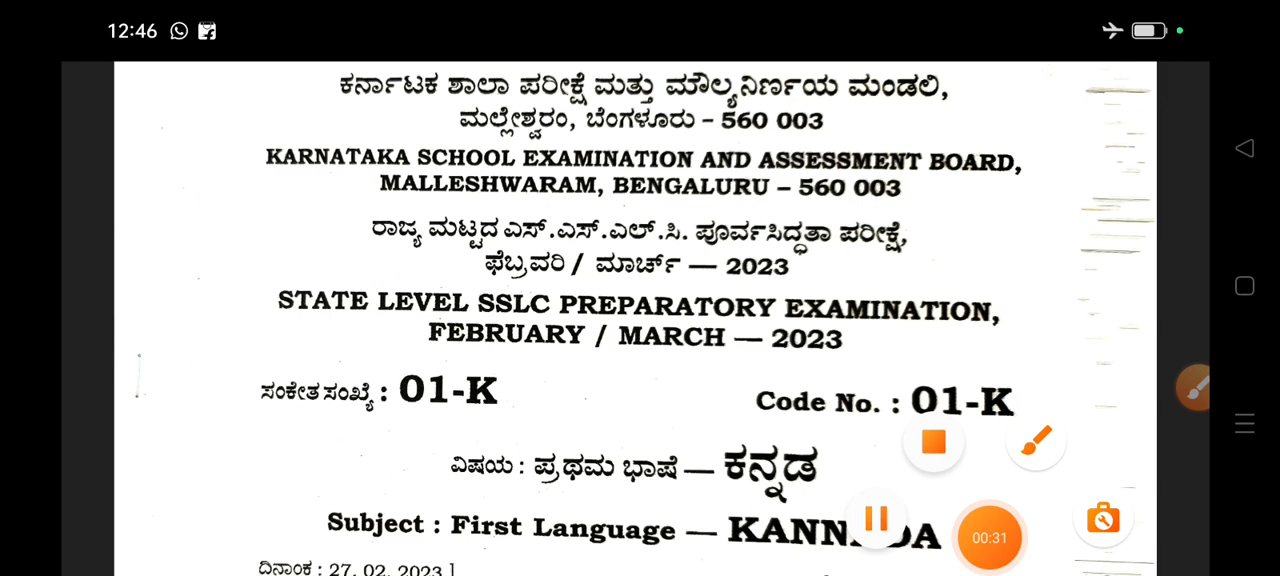 12:46
ಕರ್ನಾಟಕ ಶಾಲಾ ಪರೀಕ್ಷೆ ಮತ್ತು ಮೌಲ್ಯನಿರ್ಣಯ ಮಂಡಲಿ,
ಮಲ್ಲೇಶ್ವರಂ, ಬೆಂಗಳೂರು – 560 003
KARNATAKA SCHOOL EXAMINATION AND ASSESSMENT BOARD,
MALLESHWARAM, BENGALURU – 560 003
ರಾಜ್ಯ ಮಟ್ಟದ ಎಸ್.ಎಸ್.ಎಲ್.ಸಿ. ಪೂರ್ವಸಿದ್ಧತಾ ಪರೀಕ್ಷೆ,
ಫೆಬ್ರವರಿ / ಮಾರ್ಚ್ — 2023
STATE LEVEL SSLC PREPARATORY EXAMINATION,
FEBRUARY / MARCH — 2023
ಸಂಕೇತ ಸಂಖ್ಯೆ : 01-K Code No. : 01-K
ವಿಷಯ : ಪ್ರಥಮ ಭಾಷೆ — ಕನ್ನಡ
Subject : First Language —
00:31
ದಿನಾಂಕ : 27. 02. 2023 ]